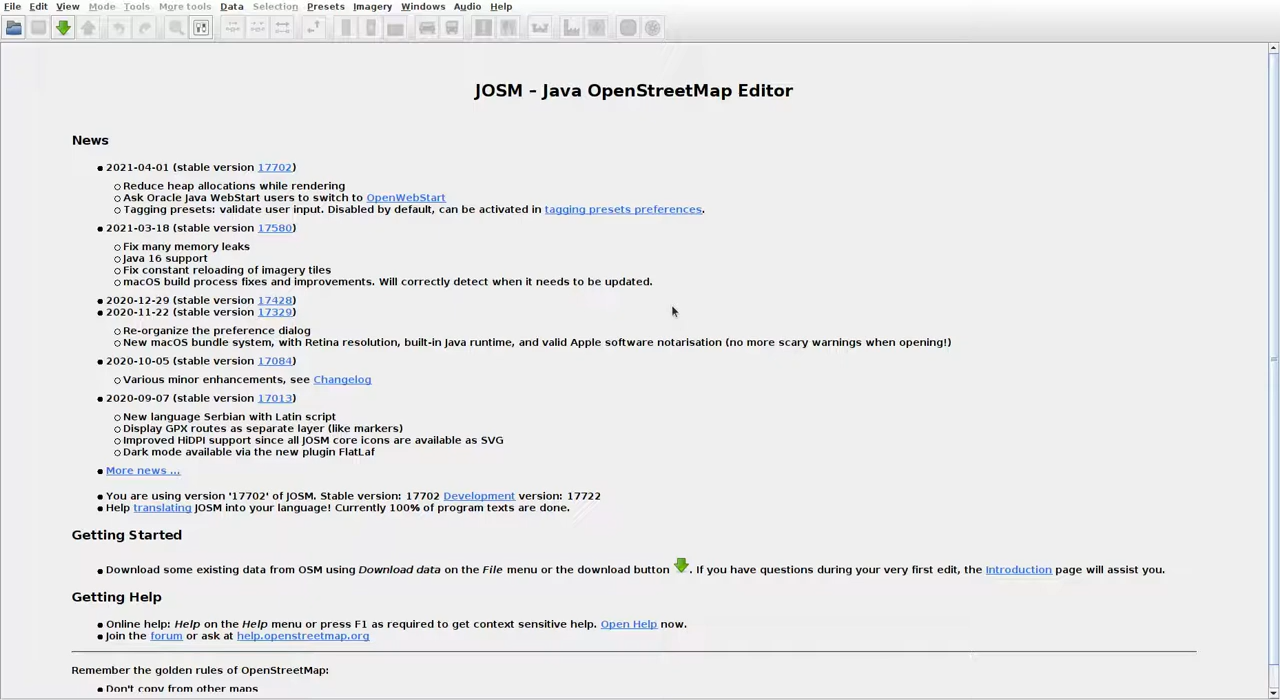 File Edit View Mode Tools More tools Data Selection Presets Imagery Windows Audio Help
JOSM – Java OpenStreetMap Editor
News
2021-04-01 (stable version 17702)
Reduce heap allocations while rendering
Ask Oracle Java WebStart users to switch to OpenWebStart
Tagging presets: validate user input. Disabled by default, can be activated in tagging presets preferences.
2021-03-18 (stable version 17580)
Fix many memory leaks
Java 16 support
Fix constant reloading of imagery tiles
macOS build process fixes and improvements. Will correctly detect when it needs to be updated.
2020-12-29 (stable version 17428)
2020-11-22 (stable version 17329)
Re-organize the preference dialog
New macOS bundle system, with Retina resolution, built-in Java runtime, and valid Apple software notarisation (no more scary warnings when opening!)
2020-10-05 (stable version 17084)
Various minor enhancements, see Changelog
2020-09-07 (stable version 17013)
New language Serbian with Latin script
Display GPX routes as separate layer (like markers)
Improved HiDPI support since all JOSM core icons are available as SVG
Dark mode available via the new plugin FlatLaf
More news ...
You are using version '17702' of JOSM. Stable version: 17702 Development version: 17722
Help translating JOSM into your language! Currently 100% of program texts are done.
Getting Started
Download some existing data from OSM using Download data on the File menu or the download button . If you have questions during your very first edit, the Introduction page will assist you.
Getting Help
Online help: Help on the Help menu or press F1 as required to get context sensitive help. Open Help now.
Join the forum or ask at help.openstreetmap.org
Remember the golden rules of OpenStreetMap:
Don't copy from other maps